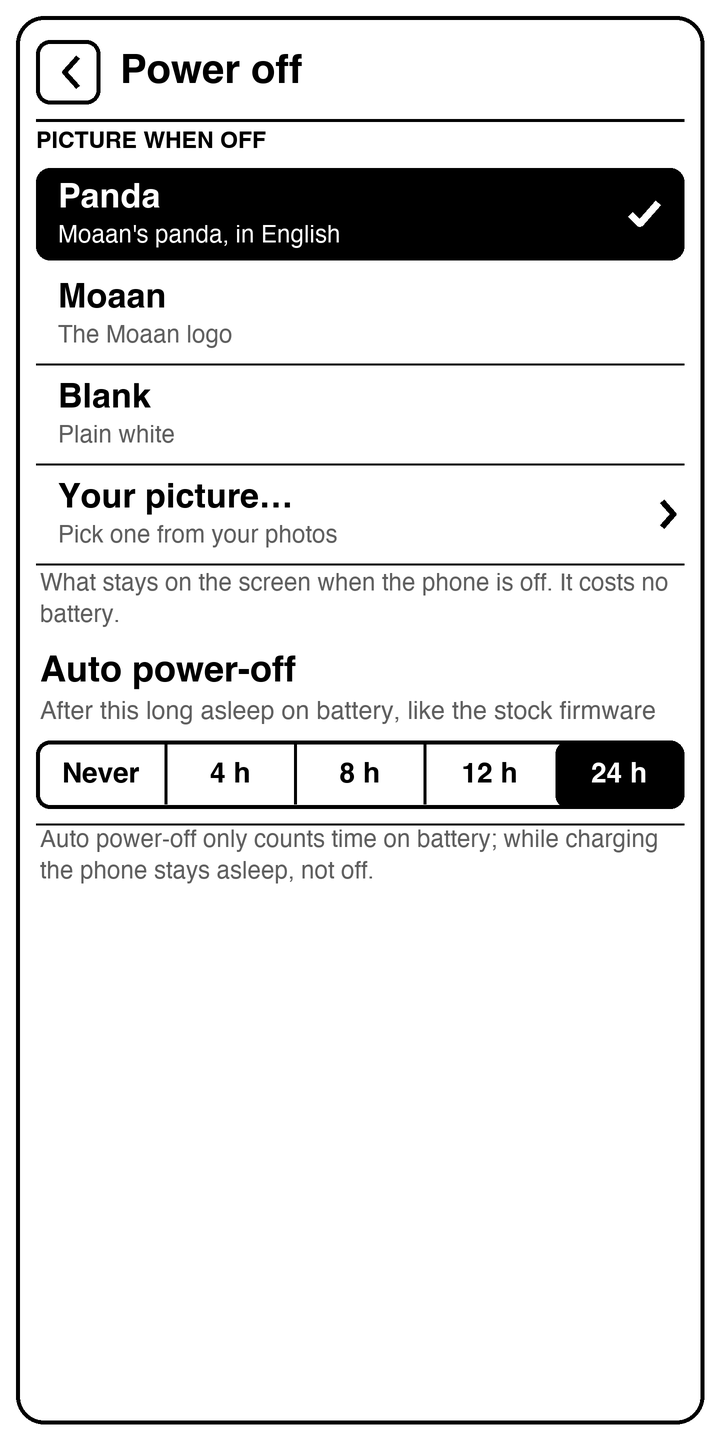 Power off
PICTURE WHEN OFF
Panda
Moaan's panda, in English
Moaan
The Moaan logo
Blank
Plain white
Your picture...
Pick one from your photos
What stays on the screen when the phone is off. It costs no
battery.
Auto power-off
After this long asleep on battery, like the stock firmware
Never 4 h 8 h 12 h 24 h
Auto power-off only counts time on battery; while charging
the phone stays asleep, not off.